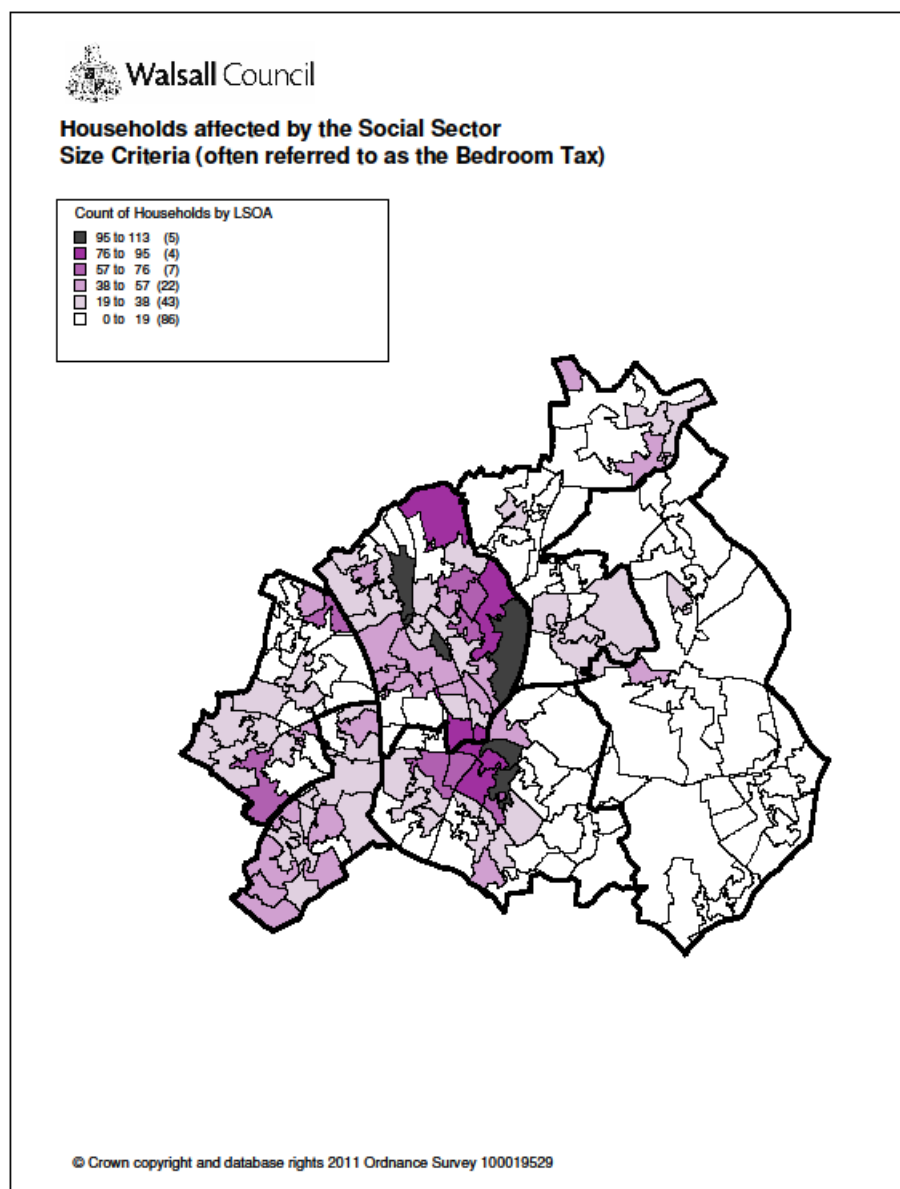 Walsall Council
Households affected by the Social Sector
Size Criteria (often referred to as the Bedroom Tax)
Count of Households by LSOA
95 to 113 (5)
76 to 95 (4)
57 to 76 (7)
38 to 57 (22)
19 to 38 (43)
0 to 19 (86)
© Crown copyright and database rights 2011 Ordnance Survey 100019529